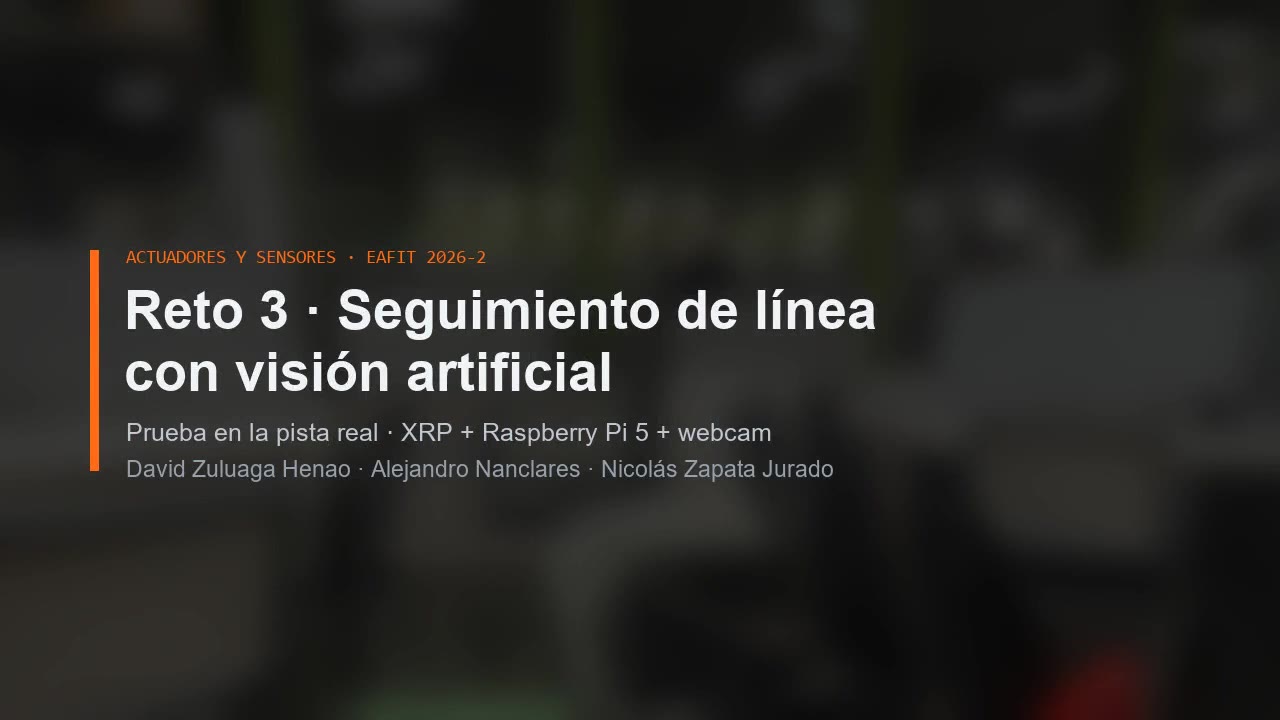 ACTUADORES Y SENSORES · EAFIT 2026-2
Reto 3 · Seguimiento de línea
con visión artificial
Prueba en la pista real · XRP + Raspberry Pi 5 + webcam
David Zuluaga Henao · Alejandro Nanclares · Nicolás Zapata Jurado